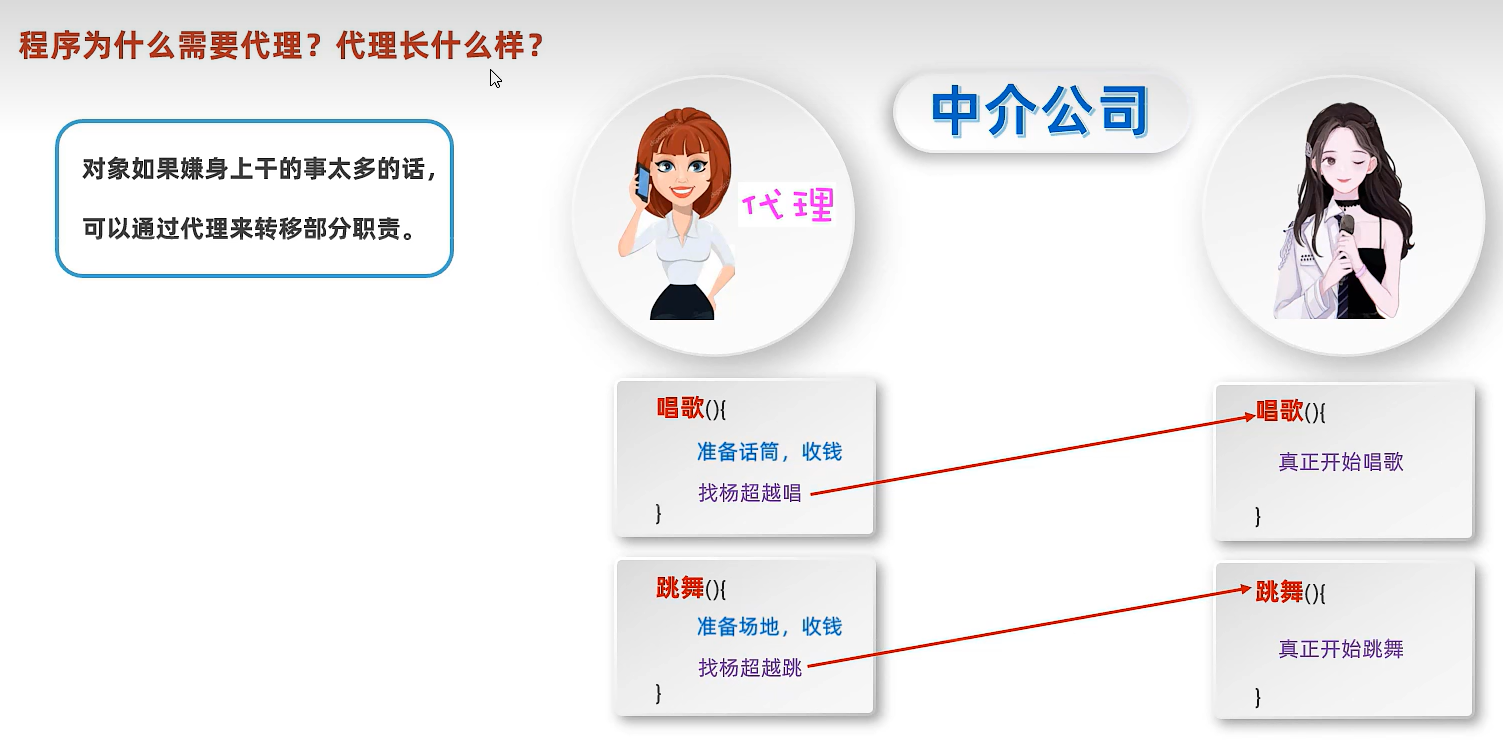 程序为什么需要代理？代理长什么样？
对象如果嫌身上干的事太多的话，
可以通过代理来转移部分职责。
代理
中介公司
唱歌(){
准备话筒，收钱
找杨超越唱
}
跳舞(){
准备场地，收钱
找杨超越跳
}
唱歌(){
真正开始唱歌
}
跳舞(){
真正开始跳舞
}